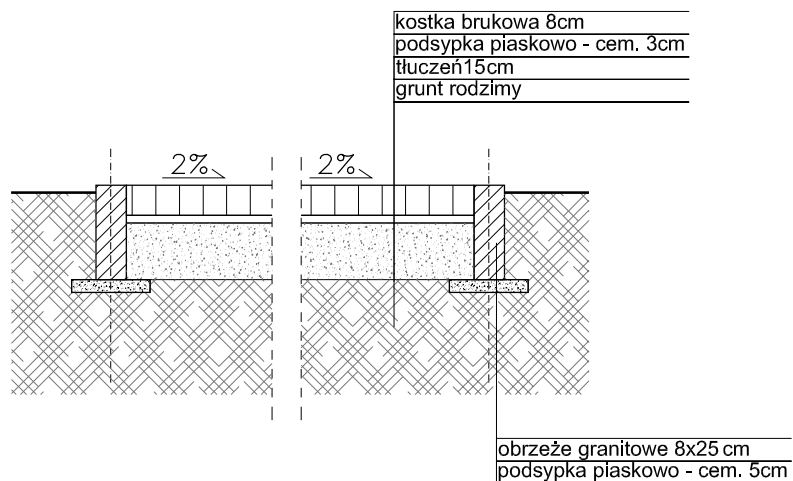 kostka brukowa 8cm
podsypka piaskowo - cem. 3cm
tłuczeń15cm
grunt rodzimy
2% 2%
obrzeże granitowe 8x25 cm
podsypka piaskowo - cem. 5cm